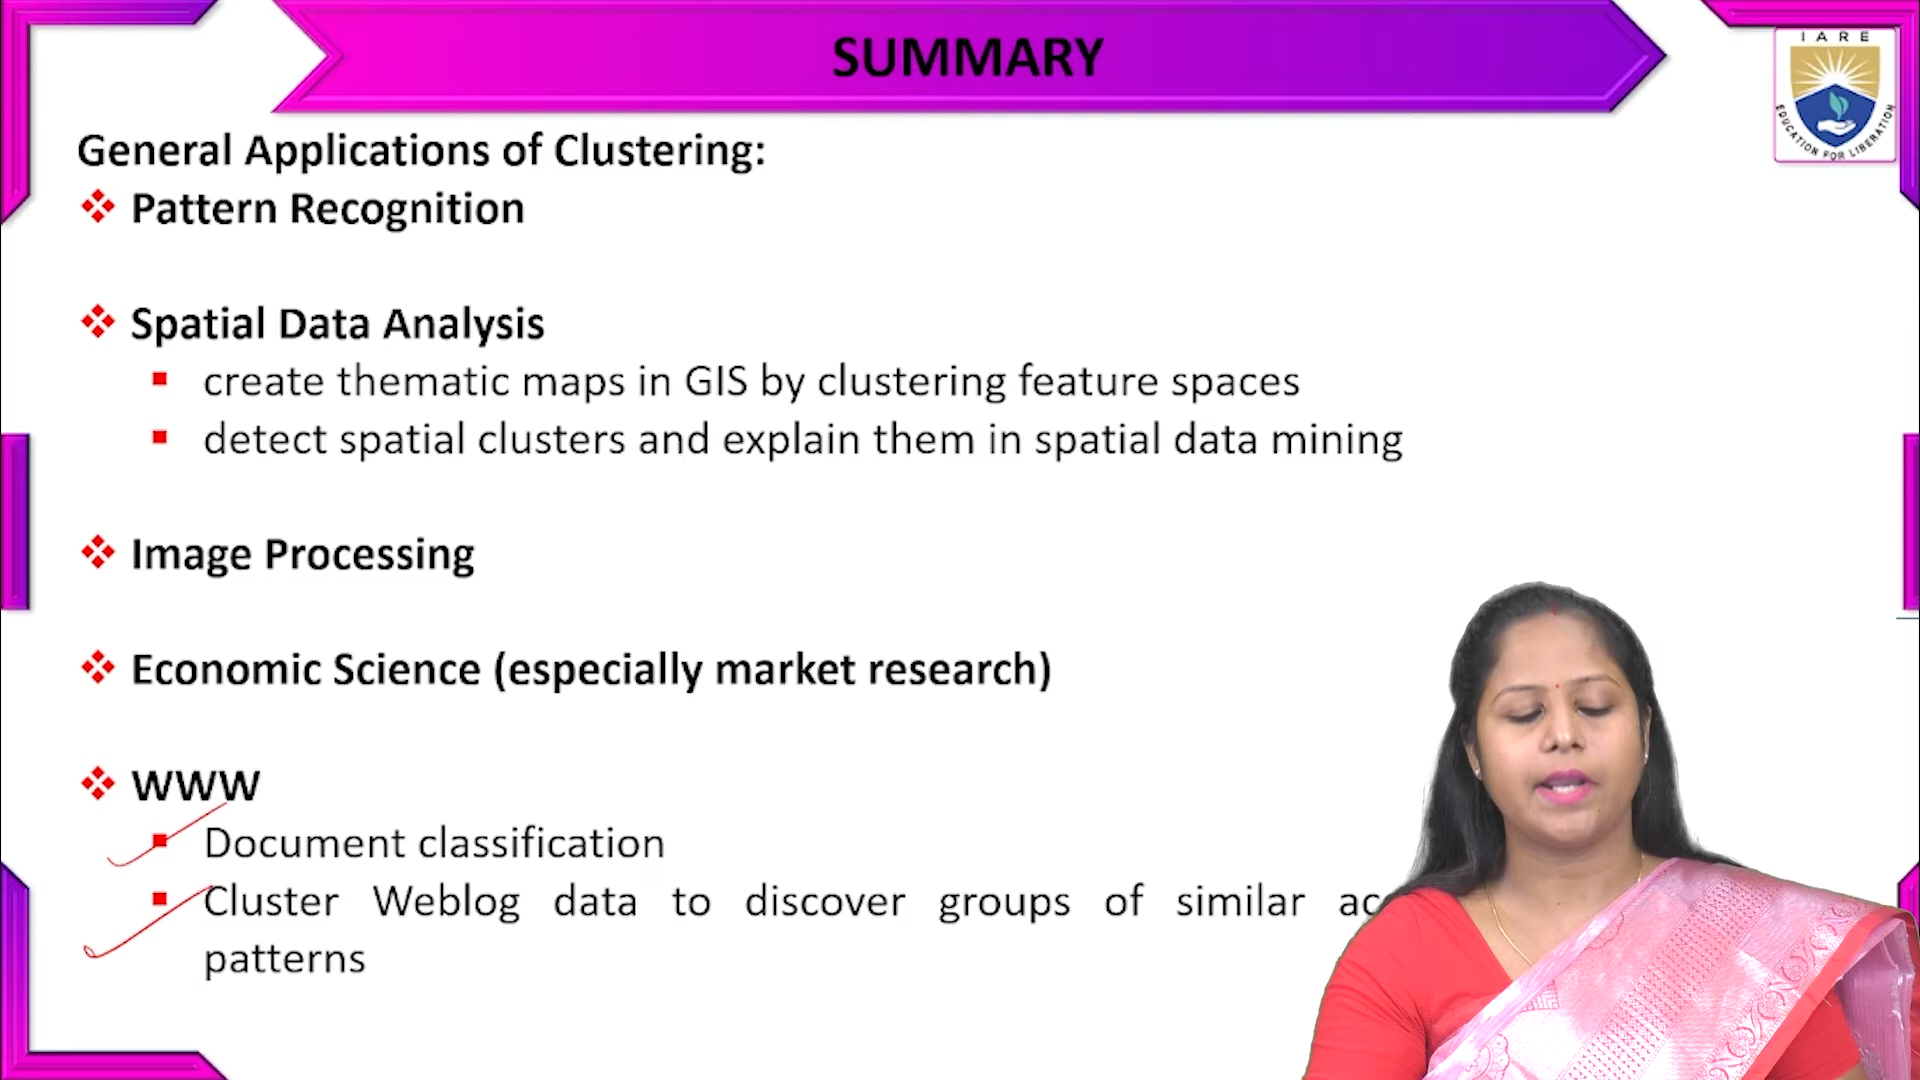 SUMMARY
IARE
EDUCATION FOR LIBERATION
General Applications of Clustering:
Pattern Recognition
Spatial Data Analysis
create thematic maps in GIS by clustering feature spaces
detect spatial clusters and explain them in spatial data mining
Image Processing
Economic Science (especially market research)
WWW
Document classification
Cluster Weblog data to discover groups of similar
patterns